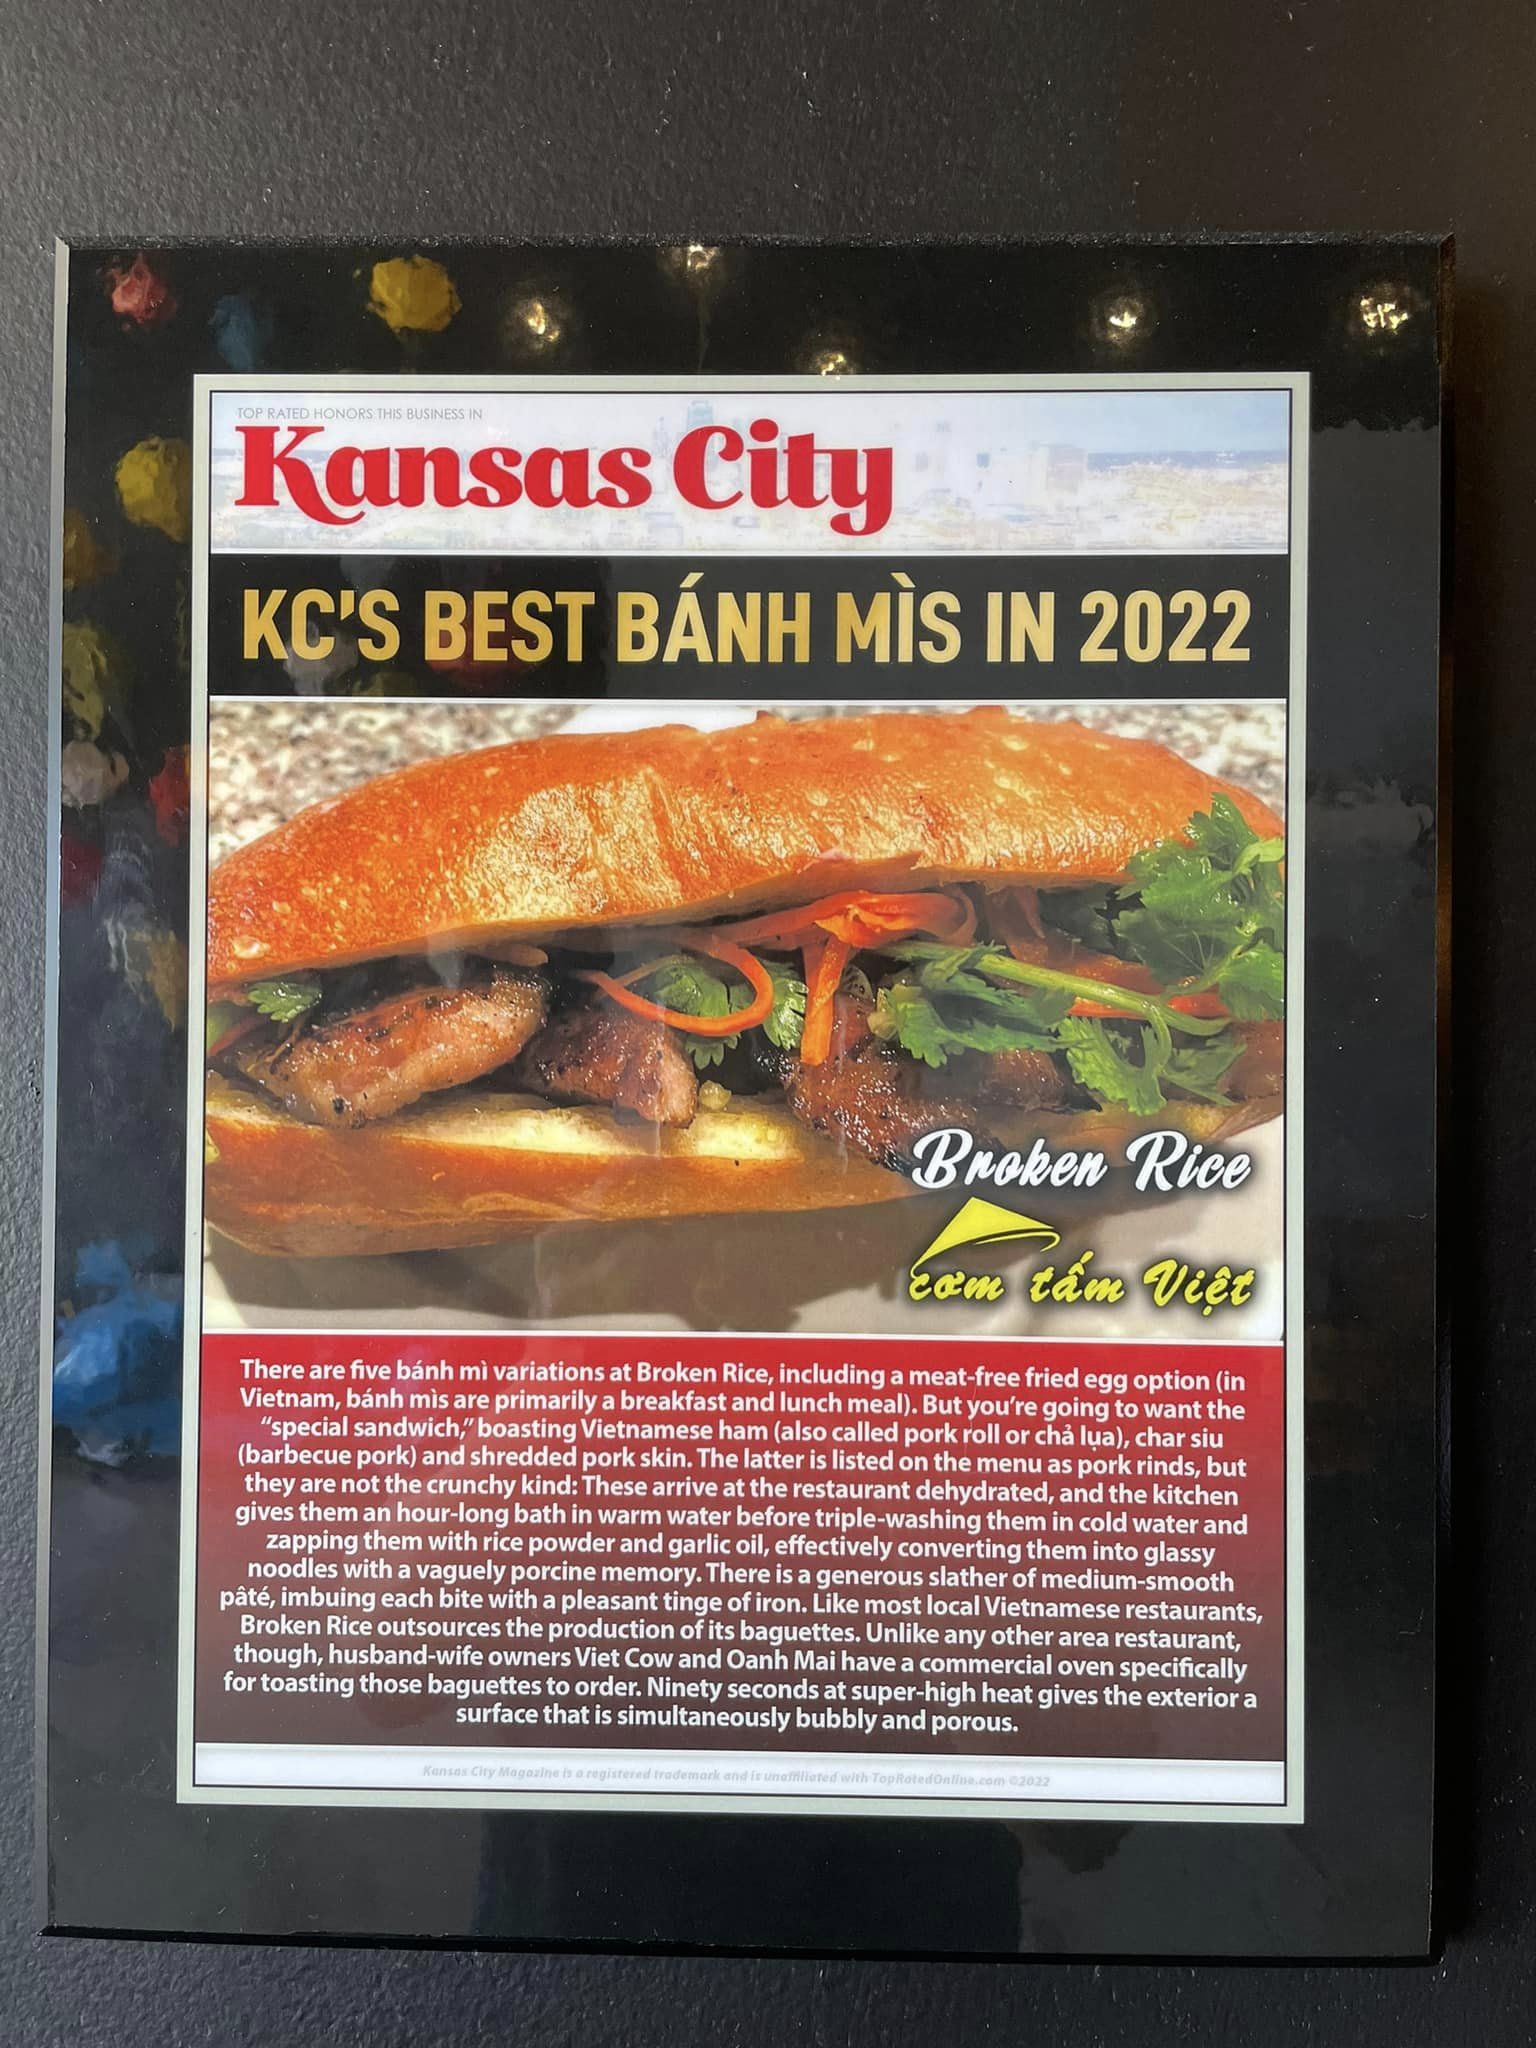 TOP RATED HONORS THIS BUSINESS IN
Kansas City
KC'S BEST BÁNH MÌS IN 2022
Broken Rice
cơm tấm Việt
There are five bánh mì variations at Broken Rice, including a meat-free fried egg option (in
Vietnam, bánh mìs are primarily a breakfast and lunch meal). But you're going to want the
“special sandwich,” boasting Vietnamese ham (also called pork roll or chả lụa), char siu
(barbecue pork) and shredded pork skin. The latter is listed on the menu as pork rinds, but
they are not the crunchy kind: These arrive at the restaurant dehydrated, and the kitchen
gives them an hour-long bath in warm water before triple-washing them in cold water and
zapping them with rice powder and garlic oil, effectively converting them into glassy
noodles with a vaguely porcine memory. There is a generous slather of medium-smooth
pâté, imbuing each bite with a pleasant tinge of iron. Like most local Vietnamese restaurants,
Broken Rice outsources the production of its baguettes. Unlike any other area restaurant,
though, husband-wife owners Viet Cow and Oanh Mai have a commercial oven specifically
for toasting those baguettes to order. Ninety seconds at super-high heat gives the exterior a
surface that is simultaneously bubbly and porous.
Kansas City Magazine is a registered trademark and is unaffiliated with TopRatedOnline.com ©2022